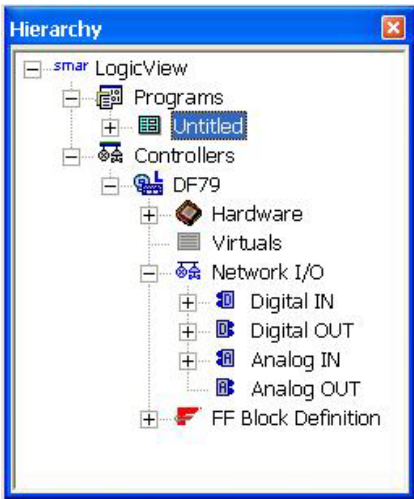 Hierarchy
smar LogicView
Programs
Untitled
Controllers
DF79
Hardware
Virtuals
Network I/O
D Digital IN
D Digital OUT
A Analog IN
A Analog OUT
FF Block Definition